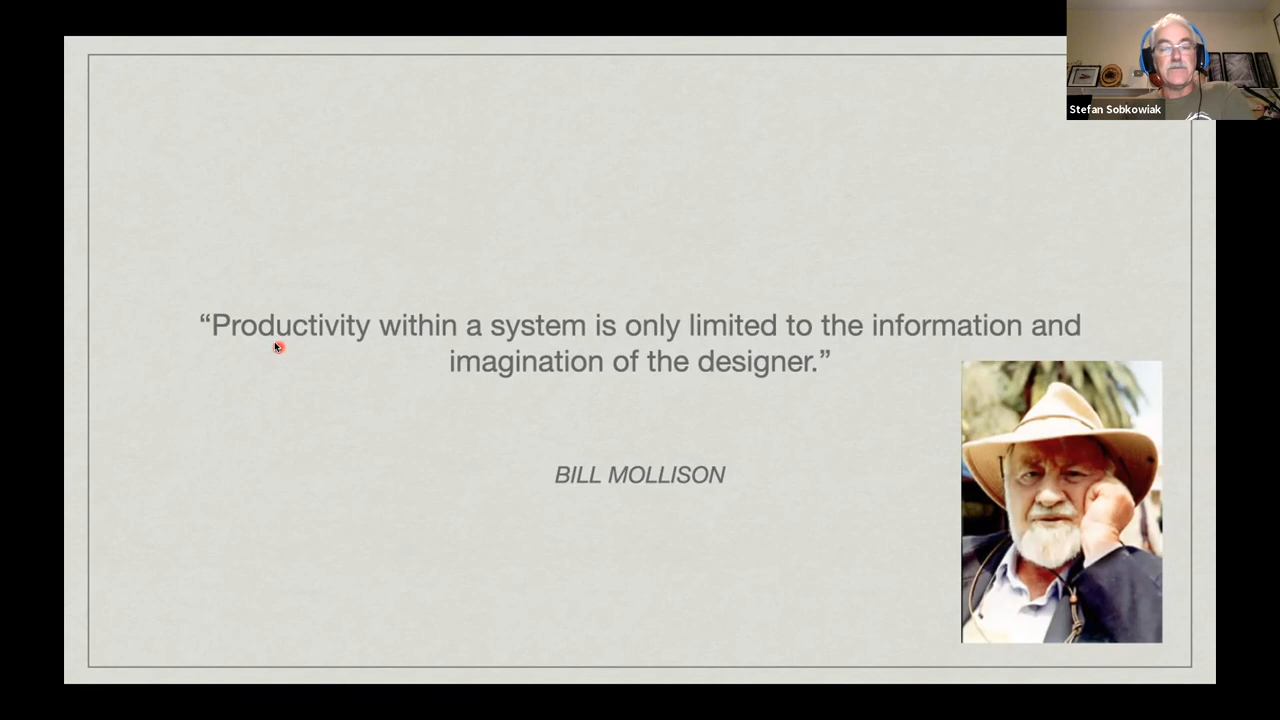 Stefan Sobkowiak
“Productivity within a system is only limited to the information and
imagination of the designer.”
BILL MOLLISON